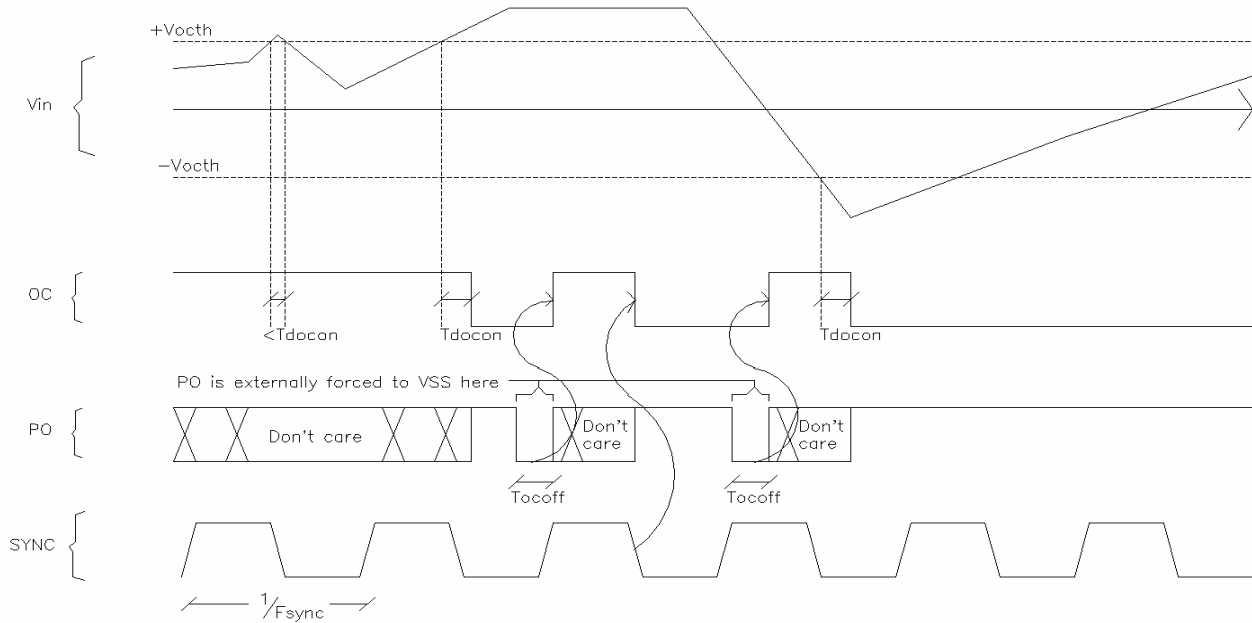 +Vocth
Vin
-Vocth
OC
<Tdocon
Tdocon
Tdocon
PO is externally forced to VSS here
PO
Don't care
Don't
care
Don't
care
Tocoff
Tocoff
SYNC
1/Fsync